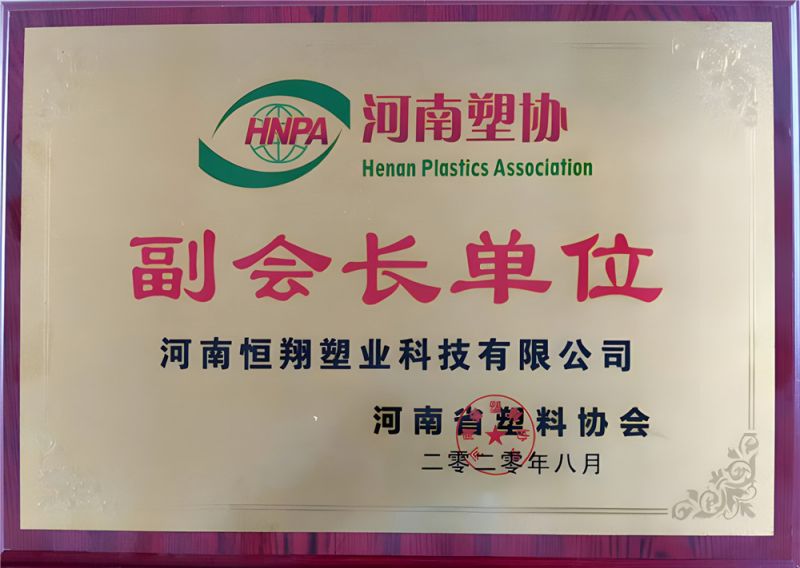 HNPA 河南塑协
Henan Plastics Association
副会长单位
河南恒翔塑业科技有限公司
河南省塑料协会
二零二零年八月